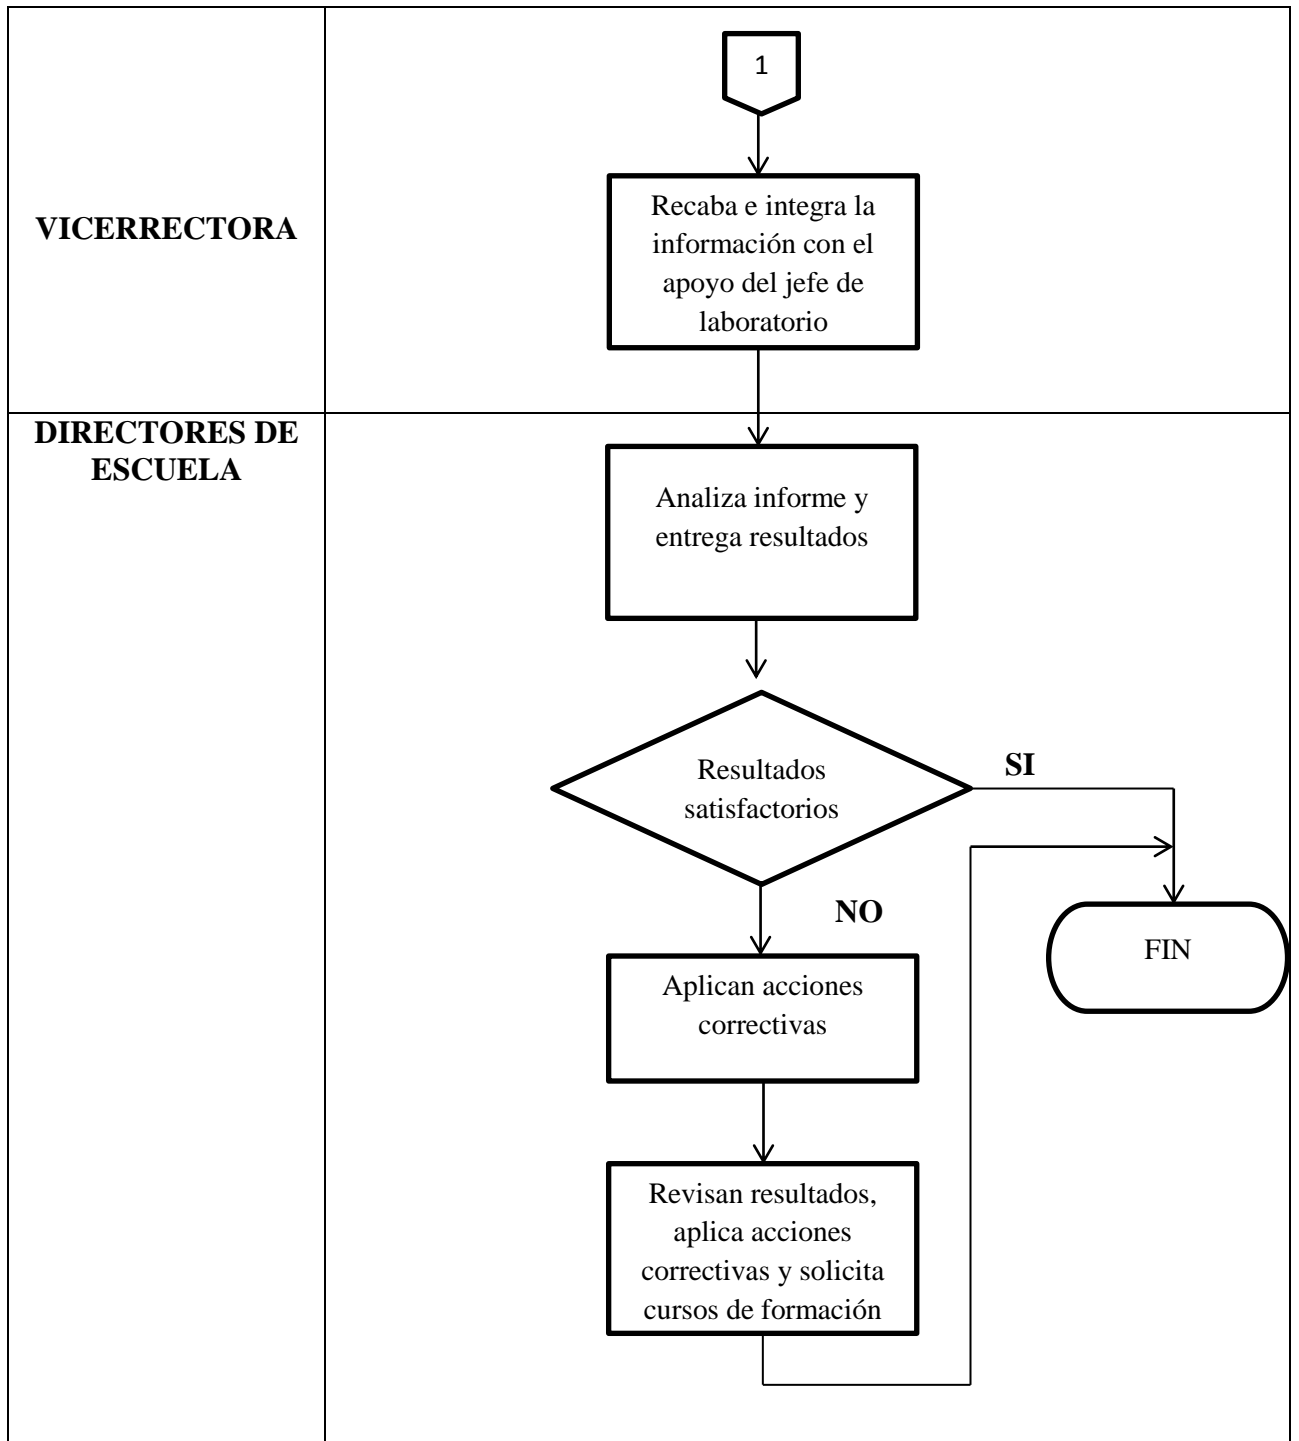 1
VICERRECTORA
Recaba e integra la
información con el
apoyo del jefe de
laboratorio
DIRECTORES DE
ESCUELA
Analiza informe y
entrega resultados
Resultados
satisfactorios
SI
NO
FIN
Aplican acciones
correctivas
Revisan resultados,
aplica acciones
correctivas y solicita
cursos de formación